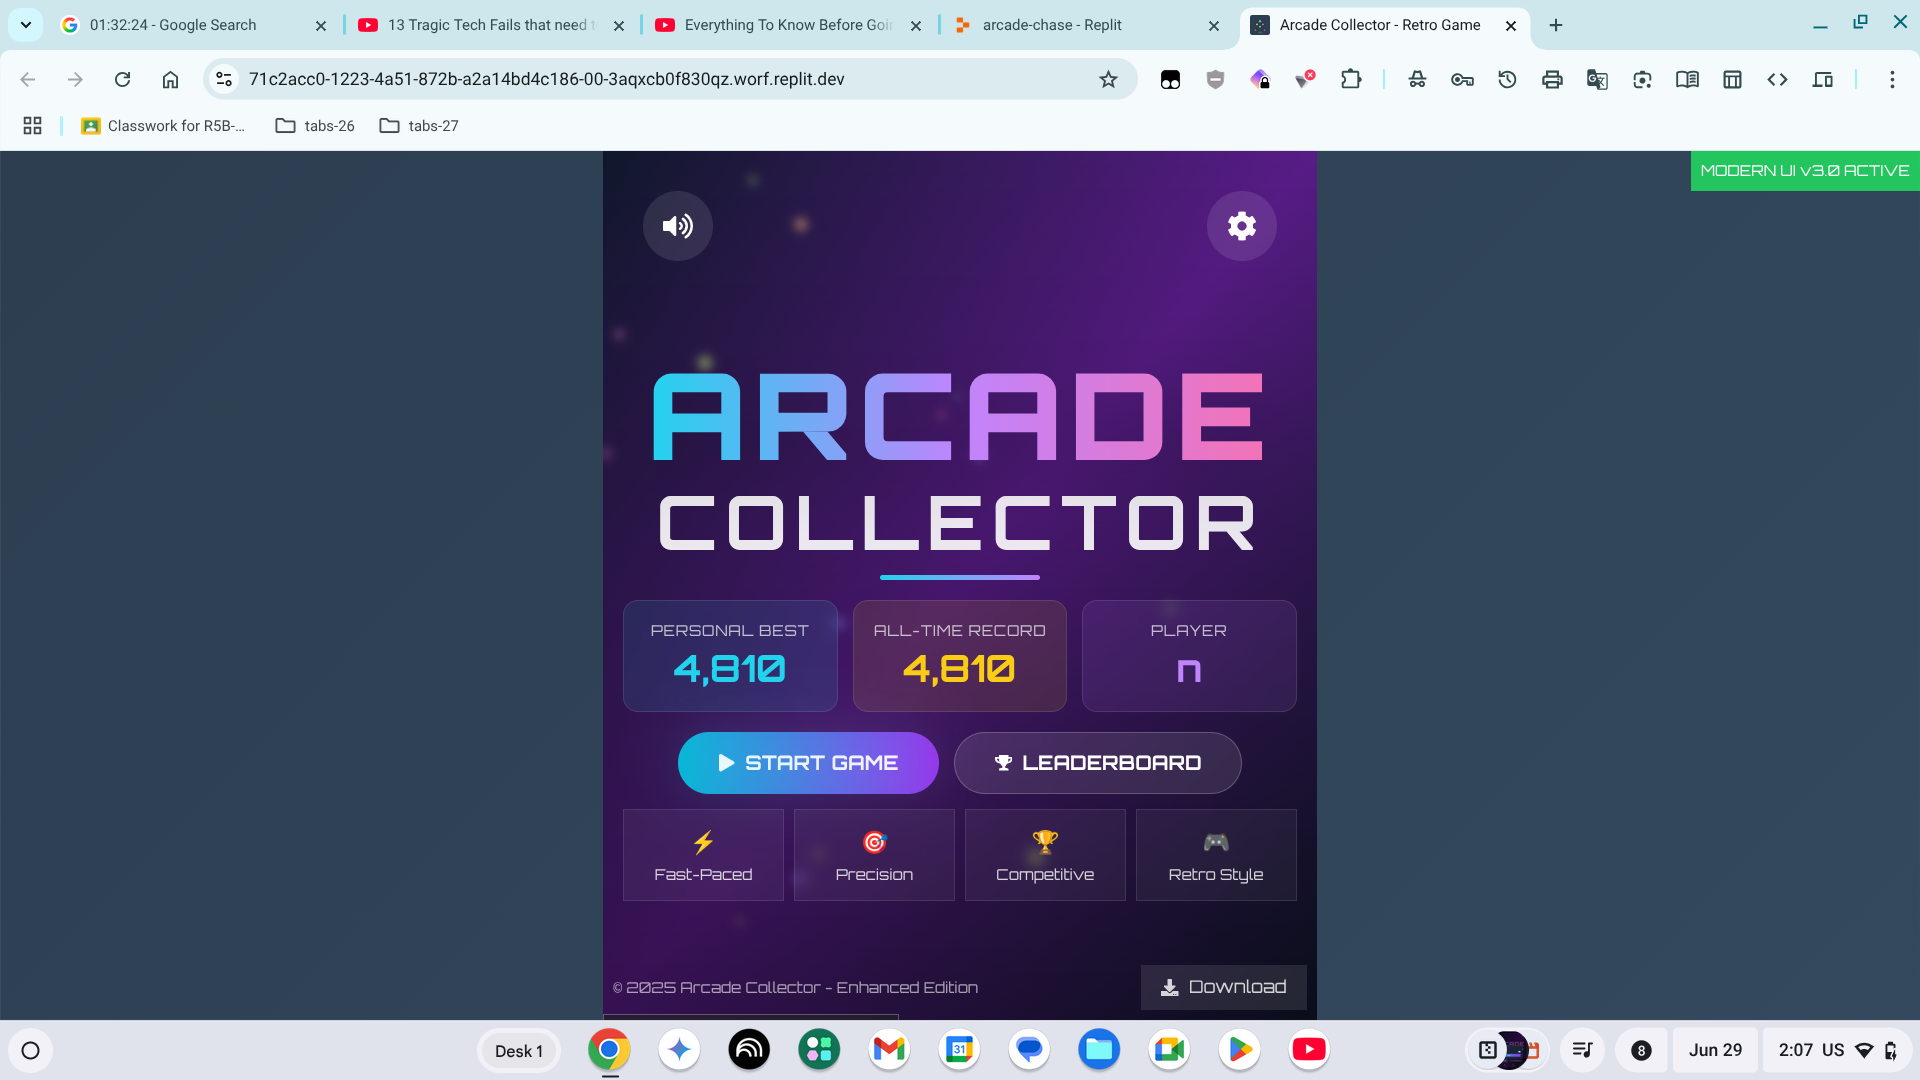 01:32:24 - Google Search
13 Tragic Tech Fails that need t
Everything To Know Before Goin
arcade-chase - Replit
Arcade Collector - Retro Game
71c2acc0-1223-4a51-872b-a2a14bd4c186-00-3aqxcb0f830qz.worf.replit.dev
Classwork for R5B-...
tabs-26
tabs-27
MODERN UI v3.0 ACTIVE
ARCADE
COLLECTOR
PERSONAL BEST
4,810
ALL-TIME RECORD
4,810
PLAYER
n
START GAME
LEADERBOARD
Fast-Paced
Precision
Competitive
Retro Style
© 2025 Arcade Collector - Enhanced Edition
Download
Desk 1
31
8
Jun 29
2:07 US